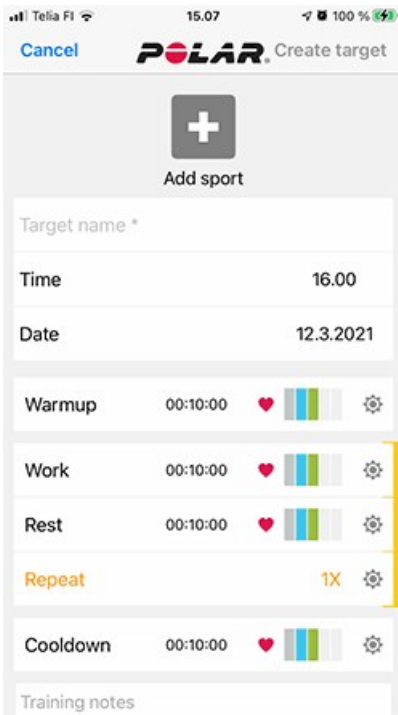 Telia FI 15.07 100 %
Cancel POLAR. Create target
Add sport
Target name *
Time 16.00
Date 12.3.2021
Warmup 00:10:00
Work 00:10:00
Rest 00:10:00
Repeat 1X
Cooldown 00:10:00
Training notes